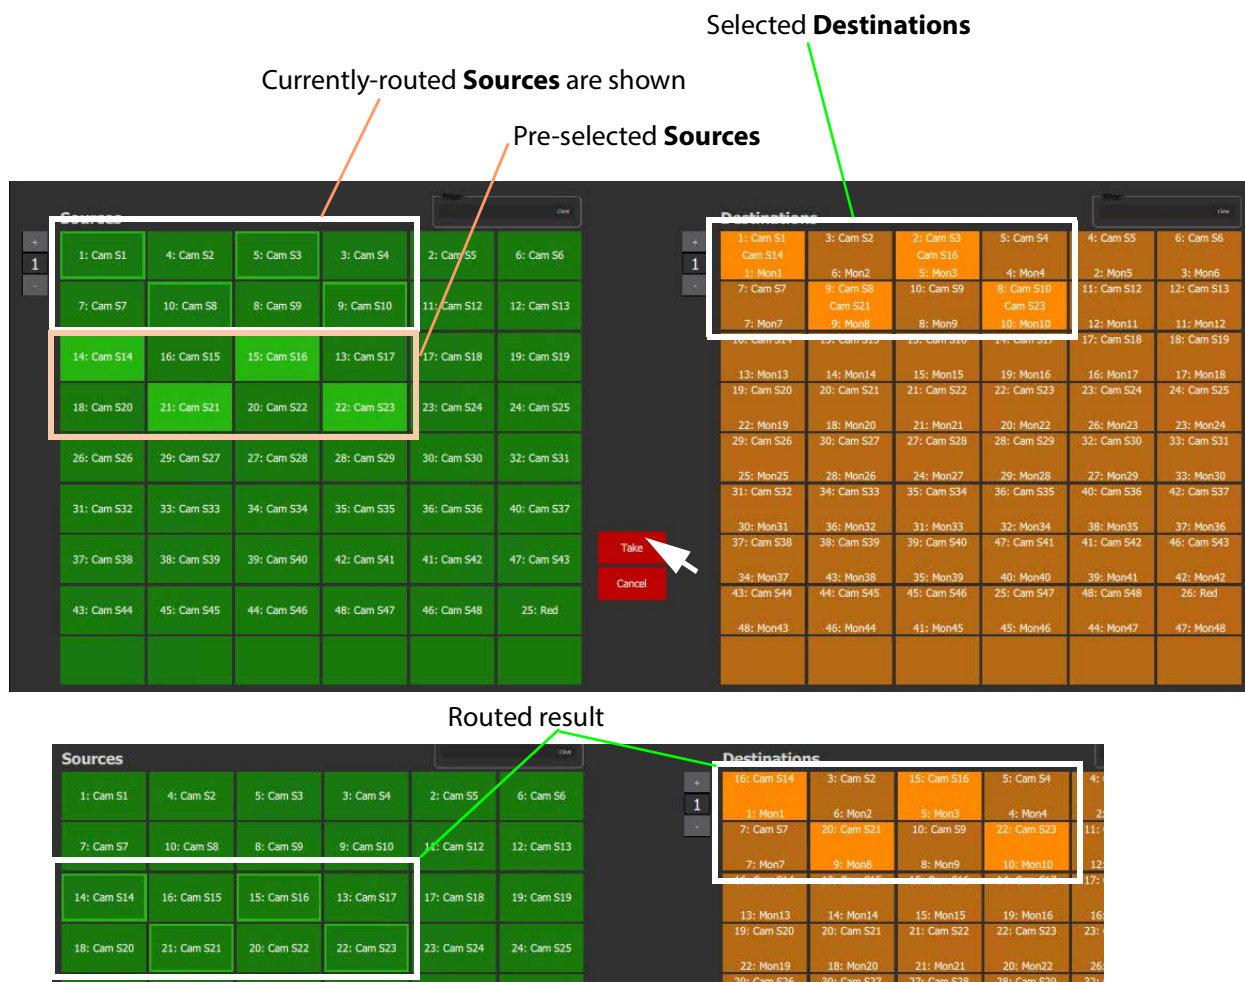 Selected Destinations
Currently-routed Sources are shown
Pre-selected Sources
Sources
Filter
Clear
+
1
-
1: Cam S1
4: Cam S2
5: Cam S3
3: Cam S4
2: Cam S5
6: Cam S6
7: Cam S7
10: Cam S8
8: Cam S9
9: Cam S10
11: Cam S12
12: Cam S13
14: Cam S14
16: Cam S15
15: Cam S16
13: Cam S17
17: Cam S18
19: Cam S19
18: Cam S20
21: Cam S21
20: Cam S22
22: Cam S23
23: Cam S24
24: Cam S25
26: Cam S26
29: Cam S27
27: Cam S28
28: Cam S29
30: Cam S30
32: Cam S31
31: Cam S32
33: Cam S33
34: Cam S34
35: Cam S35
36: Cam S36
40: Cam S37
37: Cam S38
38: Cam S39
39: Cam S40
42: Cam S41
41: Cam S42
47: Cam S43
43: Cam S44
45: Cam S45
44: Cam S46
48: Cam S47
46: Cam S48
25: Red
Take
Cancel
Destinations
Filter
Clear
+
1
-
1: Cam S1
Cam S14
1: Mon1
3: Cam S2
6: Mon2
2: Cam S3
Cam S16
5: Mon3
5: Cam S4
4: Mon4
4: Cam S5
2: Mon5
6: Cam S6
3: Mon6
7: Cam S7
7: Mon7
9: Cam S8
Cam S21
9: Mon8
10: Cam S9
8: Mon9
8: Cam S10
Cam S23
10: Mon10
11: Cam S12
12: Mon11
12: Cam S13
11: Mon12
13: Mon13
14: Mon14
15: Mon15
19: Mon16
17: Cam S18
16: Mon17
18: Cam S19
17: Mon18
19: Cam S20
22: Mon19
20: Cam S21
18: Mon20
21: Cam S22
21: Mon21
22: Cam S23
20: Mon22
23: Cam S24
26: Mon23
24: Cam S25
23: Mon24
29: Cam S26
25: Mon25
30: Cam S27
28: Mon26
27: Cam S28
24: Mon27
28: Cam S29
29: Mon28
32: Cam S30
27: Mon29
33: Cam S31
33: Mon30
31: Cam S32
30: Mon31
34: Cam S33
36: Mon32
35: Cam S34
31: Mon33
36: Cam S35
32: Mon34
40: Cam S36
38: Mon35
42: Cam S37
37: Mon36
37: Cam S38
34: Mon37
38: Cam S39
43: Mon38
39: Cam S40
35: Mon39
47: Cam S41
40: Mon40
41: Cam S42
39: Mon41
46: Cam S43
42: Mon42
43: Cam S44
48: Mon43
44: Cam S45
46: Mon44
45: Cam S46
41: Mon45
25: Cam S47
45: Mon46
48: Cam S48
44: Mon47
26: Red
47: Mon48
Routed result
Sources
Clear
1: Cam S1
4: Cam S2
5: Cam S3
3: Cam S4
2: Cam S5
6: Cam S6
7: Cam S7
10: Cam S8
8: Cam S9
9: Cam S10
11: Cam S12
12: Cam S13
14: Cam S14
16: Cam S15
15: Cam S16
13: Cam S17
17: Cam S18
19: Cam S19
18: Cam S20
21: Cam S21
20: Cam S22
22: Cam S23
23: Cam S24
24: Cam S25
Destinations
+
1
-
16: Cam S14
1: Mon1
3: Cam S2
6: Mon2
15: Cam S16
5: Mon3
5: Cam S4
4: Mon4
4:
2:
7: Cam S7
7: Mon7
20: Cam S21
9: Mon8
10: Cam S9
8: Mon9
22: Cam S23
10: Mon10
11:
12:
13: Mon13
14: Mon14
15: Mon15
19: Mon16
17:
16:
19: Cam S20
22: Mon19
20: Cam S21
18: Mon20
21: Cam S22
21: Mon21
22: Cam S23
20: Mon22
23:
26: